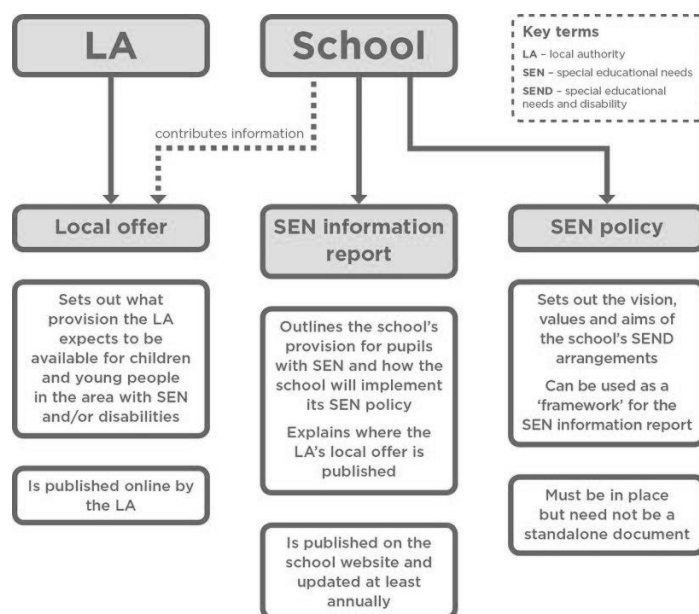 LA
School
Key terms
LA – local authority
SEN – special educational needs
SEND – special educational
needs and disability
contributes information
Local offer
SEN information
report
SEN policy
Sets out what
provision the LA
expects to be
available for children
and young people
in the area with SEN
and/or disabilities
Is published online by
the LA
Outlines the school’s
provision for pupils
with SEN and how the
school will implement
its SEN policy
Explains where the
LA’s local offer is
published
Is published on the
school website and
updated at least
annually
Sets out the vision,
values and aims of
the school’s SEND
arrangements
Can be used as a
‘framework’ for the
SEN information report
Must be in place
but need not be a
standalone document